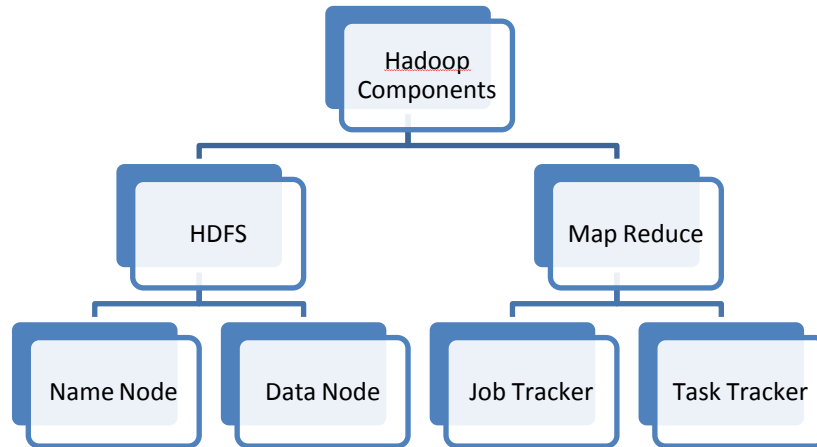 Hadoop
Components
HDFS
Map Reduce
Name Node
Data Node
Job Tracker
Task Tracker